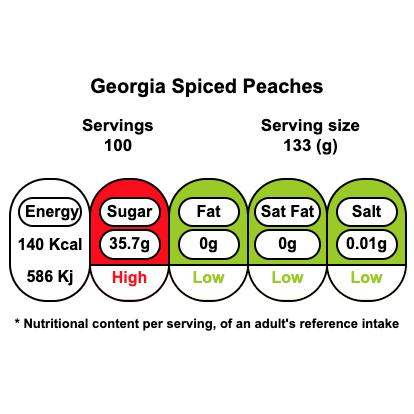 Georgia Spiced Peaches
Servings Serving size
100 133 (g)
Energy Sugar Fat Sat Fat Salt
140 Kcal 35.7g 0g 0g 0.01g
586 Kj High Low Low Low
* Nutritional content per serving, of an adult's reference intake